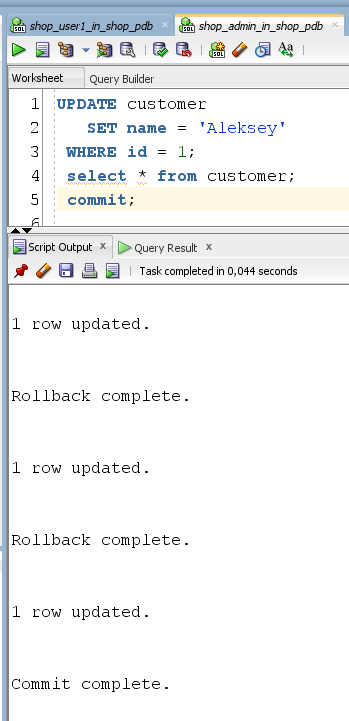 shop_user1_in_shop_pdb
shop_admin_in_shop_pdb
Worksheet
Query Builder
1 UPDATE customer
2 SET name = 'Aleksey'
3 WHERE id = 1;
4 select * from customer;
5 commit;
6
Script Output x
Query Result x
Task completed in 0,044 seconds
1 row updated.
Rollback complete.
1 row updated.
Rollback complete.
1 row updated.
Commit complete.